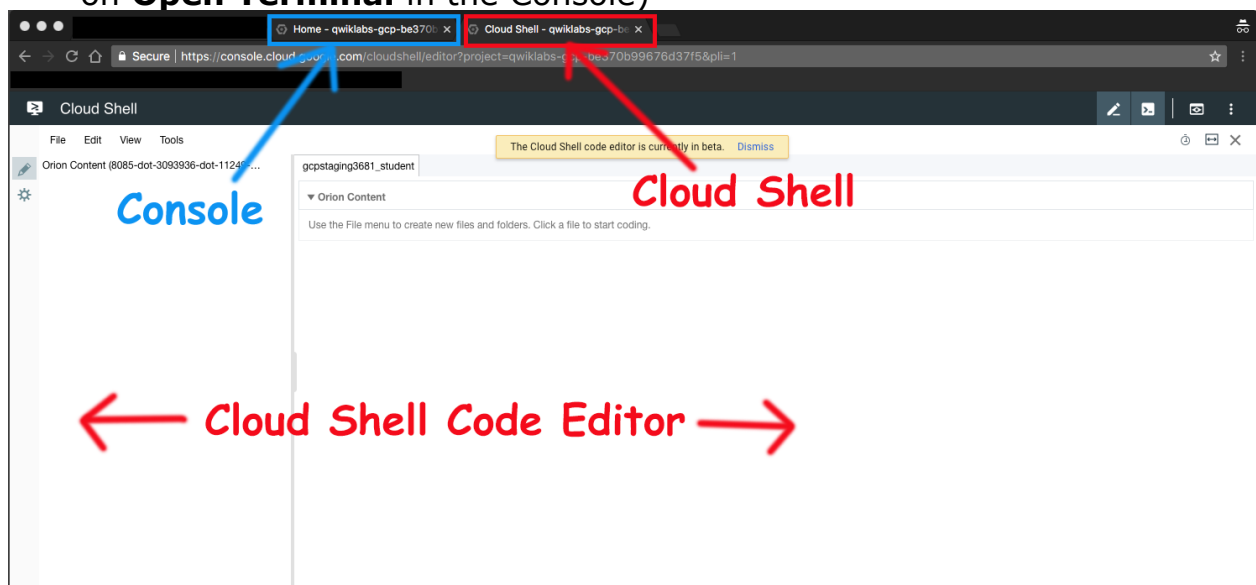 on Open Terminal in the Console)
Home - qwiklabs-gcp-be370b
Cloud Shell - qwiklabs-gcp-be
Secure | https://console.cloud.google.com/cloudshell/editor?project=qwiklabs-gcp-be370b99676d37f5&pli=1
Cloud Shell
File Edit View Tools
The Cloud Shell code editor is currently in beta. Dismiss
Orion Content (8085-dot-3093936-dot-11249-...
gcpstaging3681_student
Orion Content
Console
Cloud Shell
Use the File menu to create new files and folders. Click a file to start coding.
Cloud Shell Code Editor